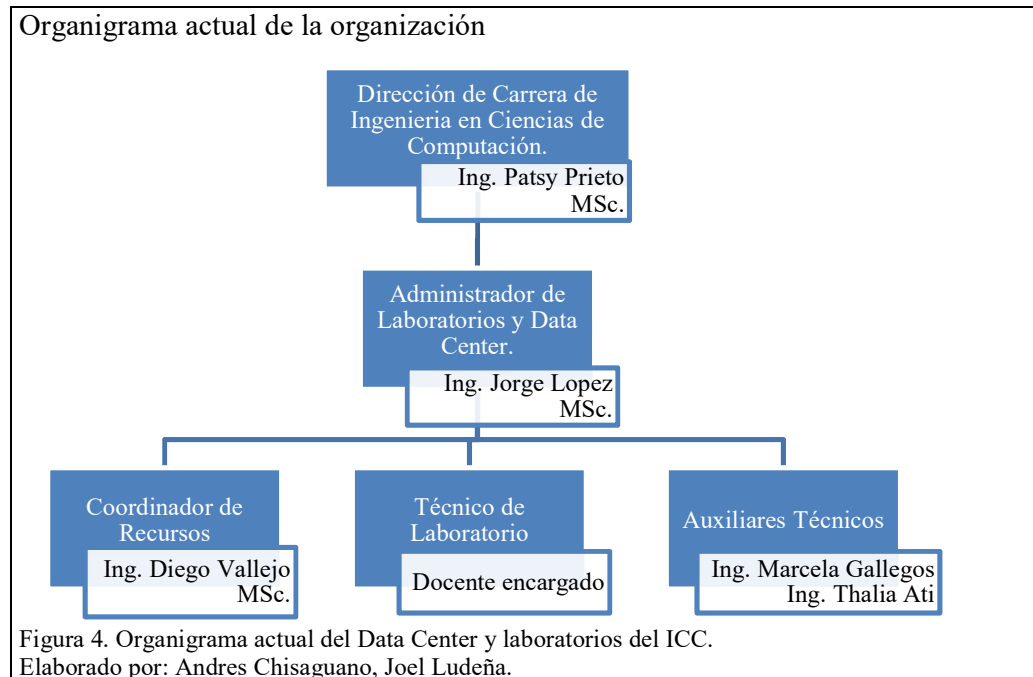 Organigrama actual de la organización
Dirección de Carrera de
Ingenieria en Ciencias de
Computación.
Ing. Patsy Prieto
MSc.
Administrador de
Laboratorios y Data
Center.
Ing. Jorge Lopez
MSc.
Coordinador de
Recursos
Ing. Diego Vallejo
MSc.
Técnico de
Laboratorio
Docente encargado
Auxiliares Técnicos
Ing. Marcela Gallegos
Ing. Thalia Ati
Figura 4. Organigrama actual del Data Center y laboratorios del ICC.
Elaborado por: Andres Chisaguano, Joel Ludeña.